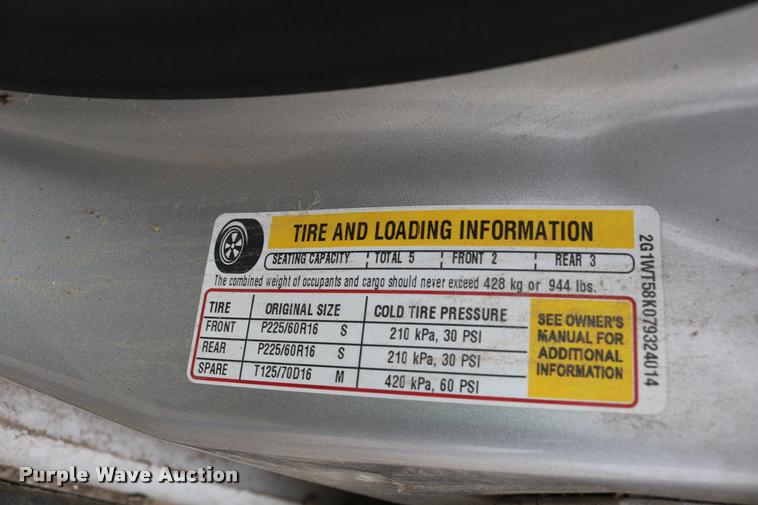 TIRE AND LOADING INFORMATION
SEATING CAPACITY TOTAL 5 FRONT 2 REAR 3
The combined weight of occupants and cargo should never exceed 428 kg or 944 lbs.
TIRE ORIGINAL SIZE COLD TIRE PRESSURE
FRONT P225/60R16 S 210 kPa, 30 PSI
REAR P225/60R16 S 210 kPa, 30 PSI
SPARE T125/70D16 M 420 kPa, 60 PSI
SEE OWNER'S
MANUAL FOR
ADDITIONAL
INFORMATION
2G1WT58K079324014
Purple Wave Auction